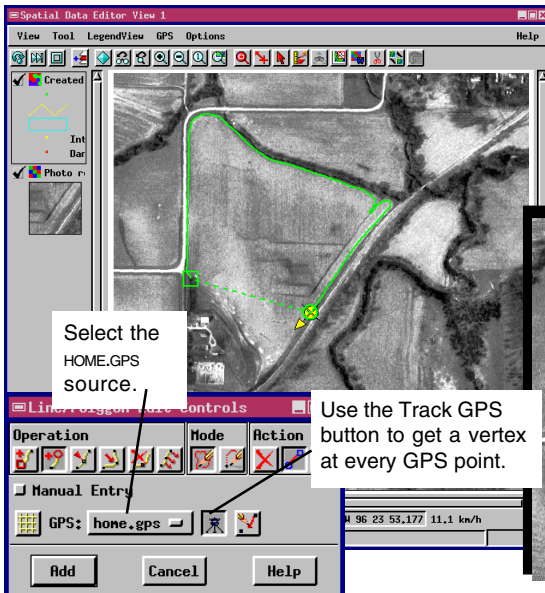 Spatial Data Editor View 1
View Tool LegendView GPS Options Help
Created
Int
Dan
Photo r
Select the
HOME.GPS
source.
Use the Track GPS
button to get a vertex
at every GPS point.
Line/Polygon Edit Controls
Operation Mode Action
Manual Entry
GPS: home.gps
W 96 23 53.177 11.1 km/h
Add Cancel Help